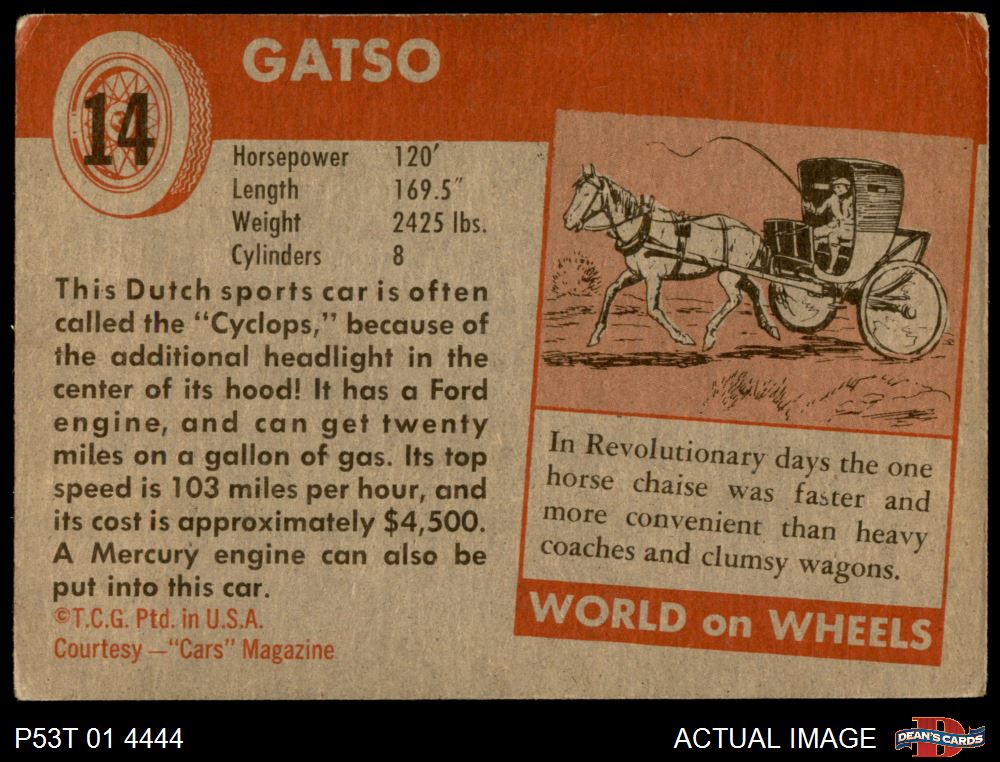 GATSO
14
Horsepower 120′
Length 169.5″
Weight 2425 lbs.
Cylinders 8
This Dutch sports car is often
called the "Cyclops," because of
the additional headlight in the
center of its hood! It has a Ford
engine, and can get twenty
miles on a gallon of gas. Its top
speed is 103 miles per hour, and
its cost is approximately $4,500.
A Mercury engine can also be
put into this car.
©T.C.G. Ptd. in U.S.A.
Courtesy —"Cars" Magazine
In Revolutionary days the one
horse chaise was faster and
more convenient than heavy
coaches and clumsy wagons.
WORLD on WHEELS
P53T 01 4444
ACTUAL IMAGE
D
DEAN'S CARDS